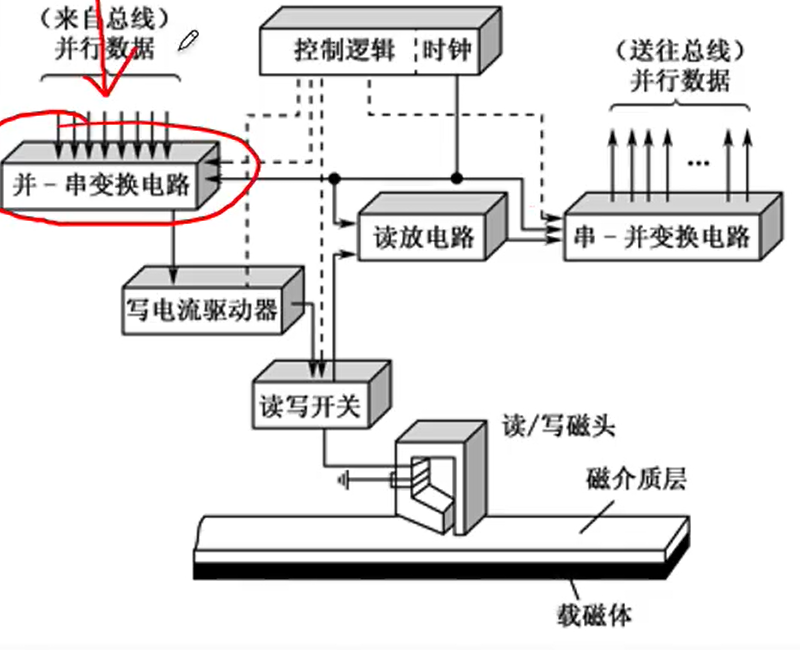 （来自总线）
并行数据
控制逻辑 时钟
（送往总线）
并行数据
并－串变换电路
读放电路
串－并变换电路
写电流驱动器
读写开关
读/写磁头
磁介质层
载磁体